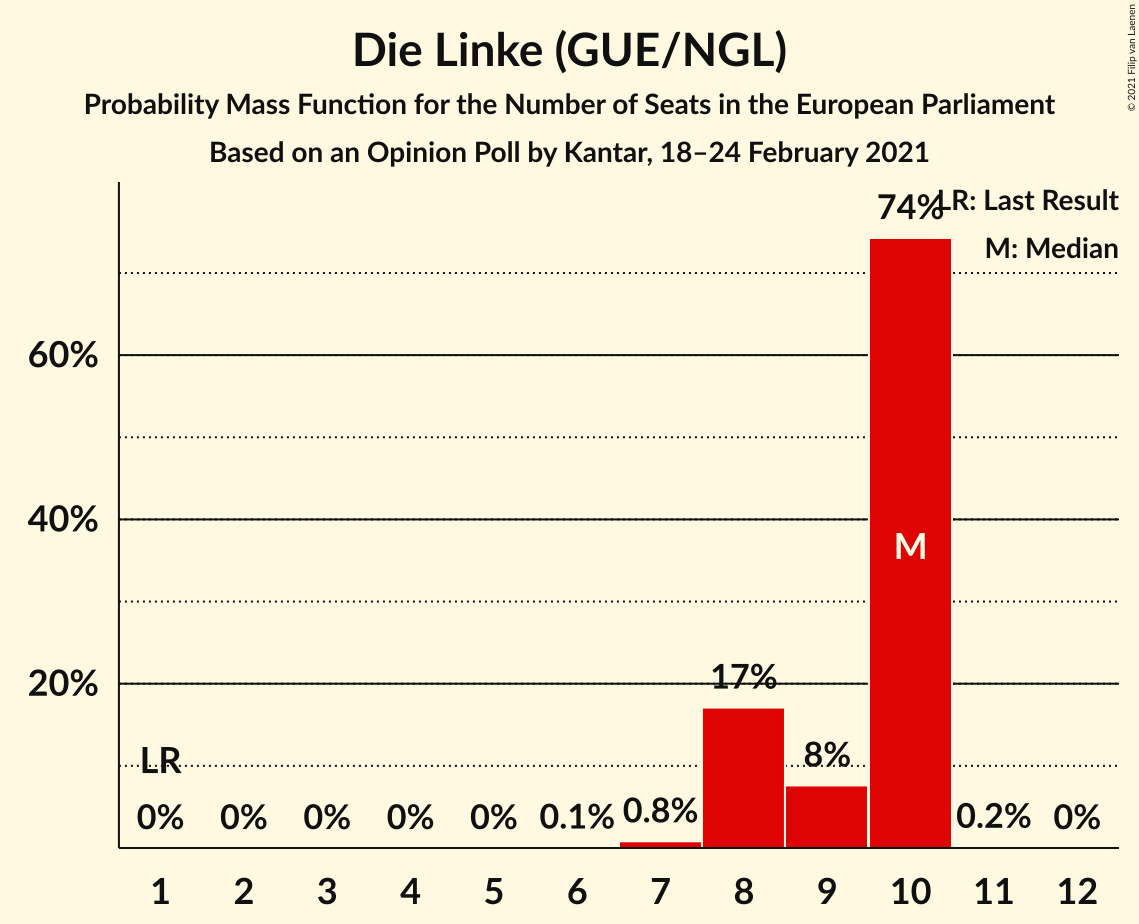 Die Linke (GUE/NGL)
Probability Mass Function for the Number of Seats in the European Parliament
Based on an Opinion Poll by Kantar, 18–24 February 2021
© 2021 Filip van Laenen
LR: Last Result
M: Median
60%
40%
20%
LR
0% 0% 0% 0% 0% 0.1% 0.8% 17% 8% 74% 0.2% 0%
M
1 2 3 4 5 6 7 8 9 10 11 12